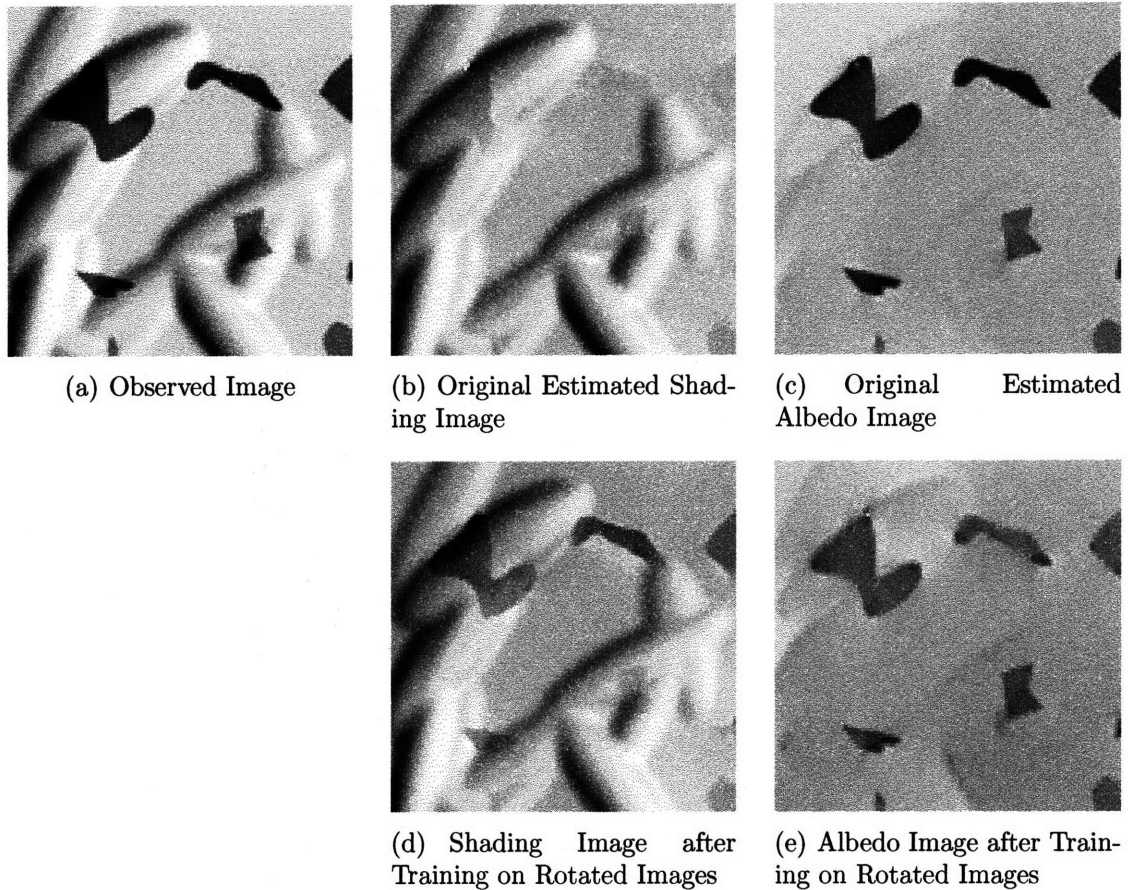 (a) Observed Image
(b) Original Estimated Shad-
ing Image
(c) Original Estimated
Albedo Image
(d) Shading Image after
Training on Rotated Images
(e) Albedo Image after Train-
ing on Rotated Images